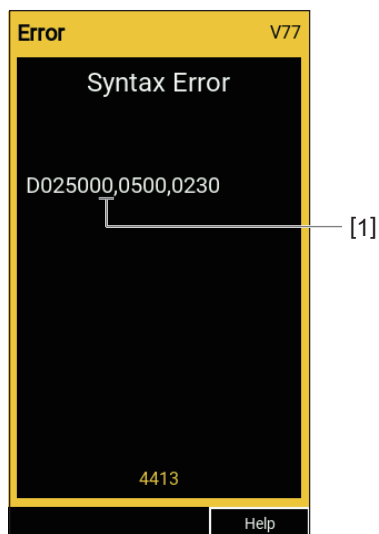 Error V77
Syntax Error
D025000,0500,0230
[1]
4413
Help